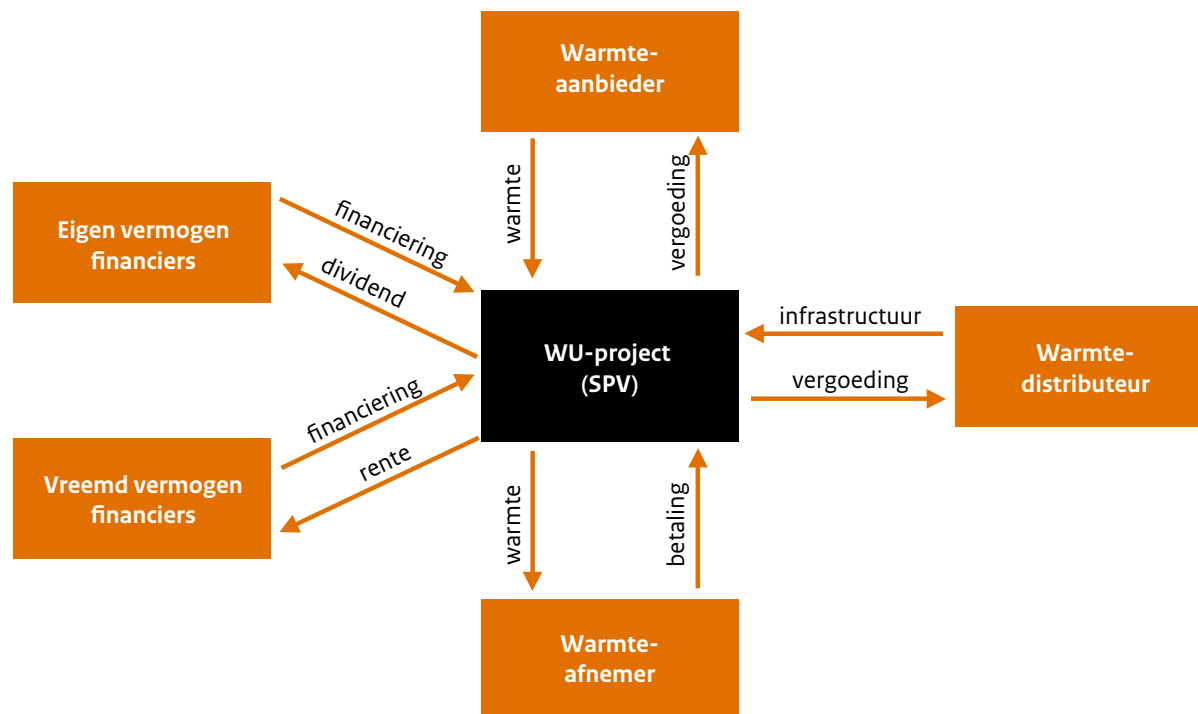 Warmte-
aanbieder
warmte
vergoeding
Eigen vermogen
financiers
financiering
dividend
WU-project
(SPV)
infrastructuur
vergoeding
Warmte-
distributeur
financiering
rente
Vreemd vermogen
financiers
warmte
betaling
Warmte-
afnemer